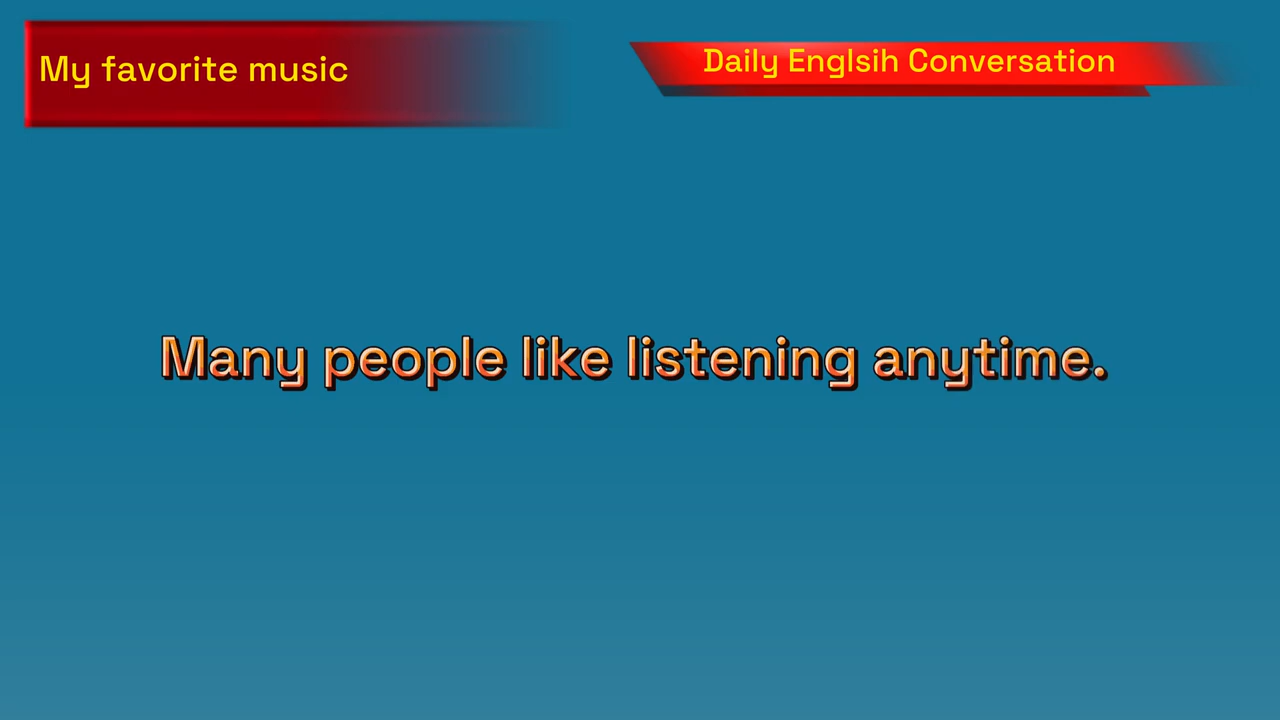 My favorite music
Daily Englsih Conversation
Many people like listening anytime.